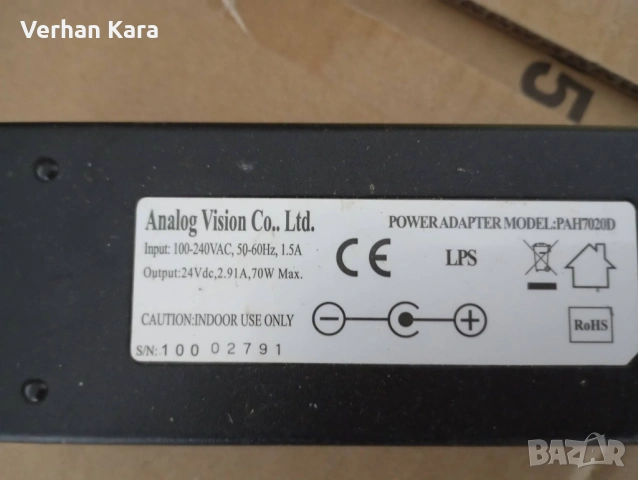 Verhan Kara
5
Analog Vision Co.. Ltd.
POWER ADAPTER MODEL:PAH7020D
Input: 100-240VAC, 50-60Hz, 1.5A
Output:24Vdc,2.91A,70W Max.
CE
LPS
CAUTION:INDOOR USE ONLY
RoHS
S/N: 100 02791
BAZAR